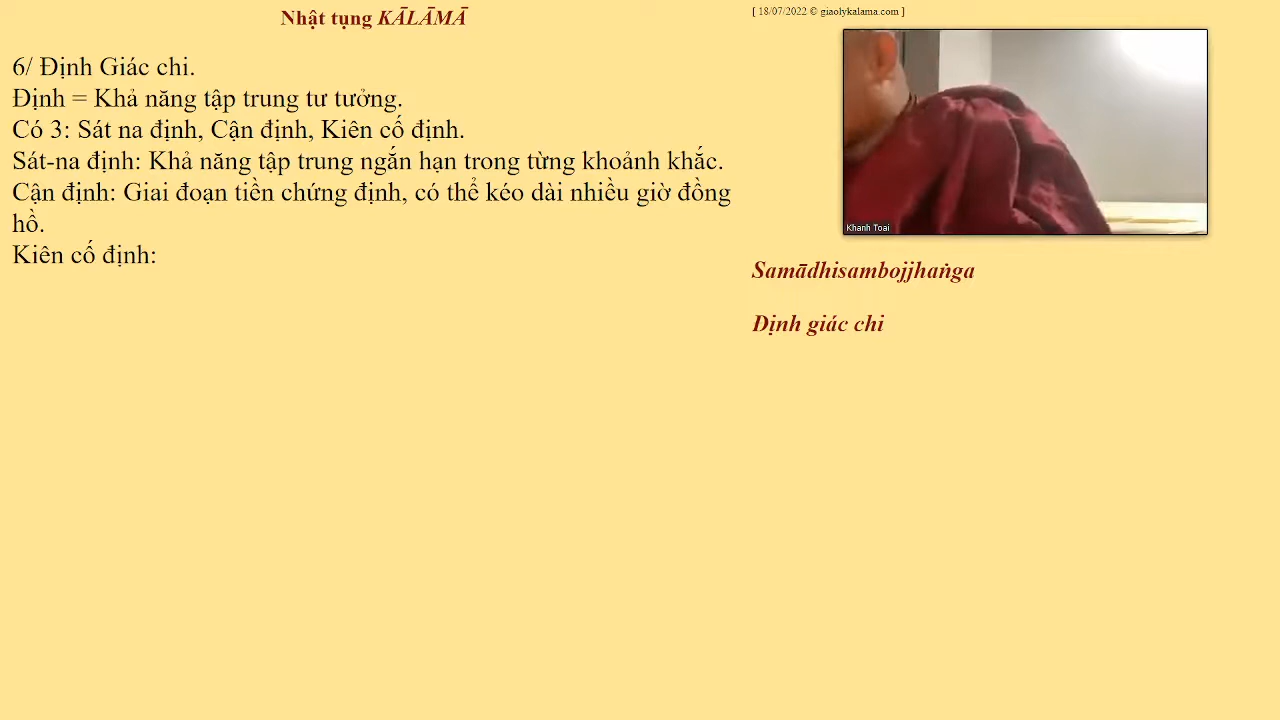 Nhật tụng KĀLĀMĀ
6/ Định Giác chi.
Định = Khả năng tập trung tư tưởng.
Có 3: Sát na định, Cận định, Kiên cố định.
Sát-na định: Khả năng tập trung ngắn hạn trong từng khoảnh khắc.
Cận định: Giai đoạn tiền chứng định, có thể kéo dài nhiều giờ đồng
hồ.
Kiên cố định:
[ 18/07/2022 © giaolykalama.com ]
Khanh Toai
Samādhisambojjhaṅga
Định giác chi